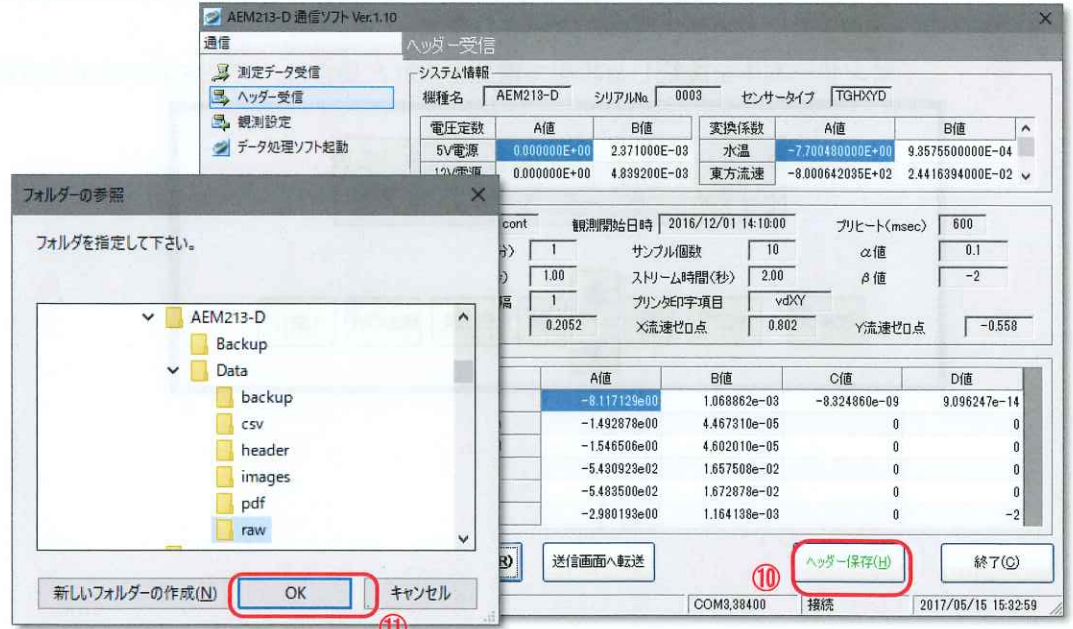 AEM213-D 通信ソフト Ver.1.10
通信
測定データ受信
ヘッダー受信
観測設定
データ処理ソフト起動
ヘッダー受信
システム情報
機種名 AEM213-D シリアルNo. 0003 センサータイプ TGHXYD
電圧定数 A値 B値 変換係数 A値 B値
5V電源 0.000000E+00 2.371000E-03 水温 -7.700480000E+00 9.3575500000E-04
12V電源 0.000000E+00 4.839200E-03 東方流速 -8.000642035E+02 2.4416394000E-02
cont 観測開始日時 2016/12/01 14:10:00 プリヒート(msec) 600
1 サンプル個数 10 α値 0.1
1.00 ストリーム時間(秒) 2.00 β値 -2
1 プリンタ印字項目 vdXY
0.2052 X流速ゼロ点 0.802 Y流速ゼロ点 -0.558
A値 B値 C値 D値
-8.117129e00 1.068862e-03 -8.324860e-09 9.096247e-14
-1.492878e00 4.467310e-05 0 0
-1.546506e00 4.602010e-05 0 0
-5.430923e02 1.657508e-02 0 0
-5.483500e02 1.672878e-02 0 0
-2.980193e00 1.164138e-03 0 -2
送信画面へ転送 ヘッダー保存(H) 終了(C)
⑩
COM3,38400 接続 2017/05/15 15:32:59
フォルダーの参照
フォルダを指定して下さい。
AEM213-D
Backup
Data
backup
csv
header
images
pdf
raw
新しいフォルダーの作成(N) OK キャンセル
⑪